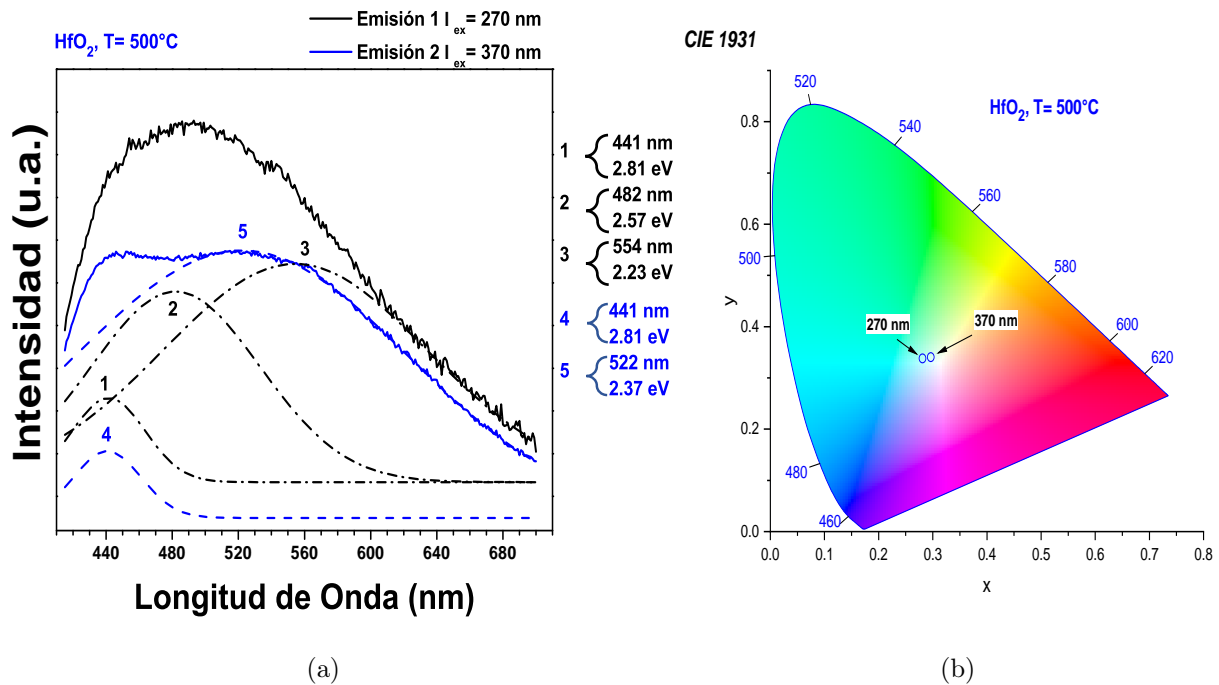 Emisión 1 I ex = 270 nm
HfO2, T= 500°C
Emisión 2 I ex = 370 nm
Intensidad (u.a.)
5
3
2
1
4
1
441 nm
2.81 eV
2
482 nm
2.57 eV
3
554 nm
2.23 eV
4
441 nm
2.81 eV
5
522 nm
2.37 eV
440 480 520 560 600 640 680
Longitud de Onda (nm)
(a)
CIE 1931
HfO2, T= 500°C
520
540
560
580
600
620
500
480
460
270 nm
370 nm
0.8
0.6
0.4
0.2
0.0
y
0.0 0.1 0.2 0.3 0.4 0.5 0.6 0.7 0.8
x
(b)